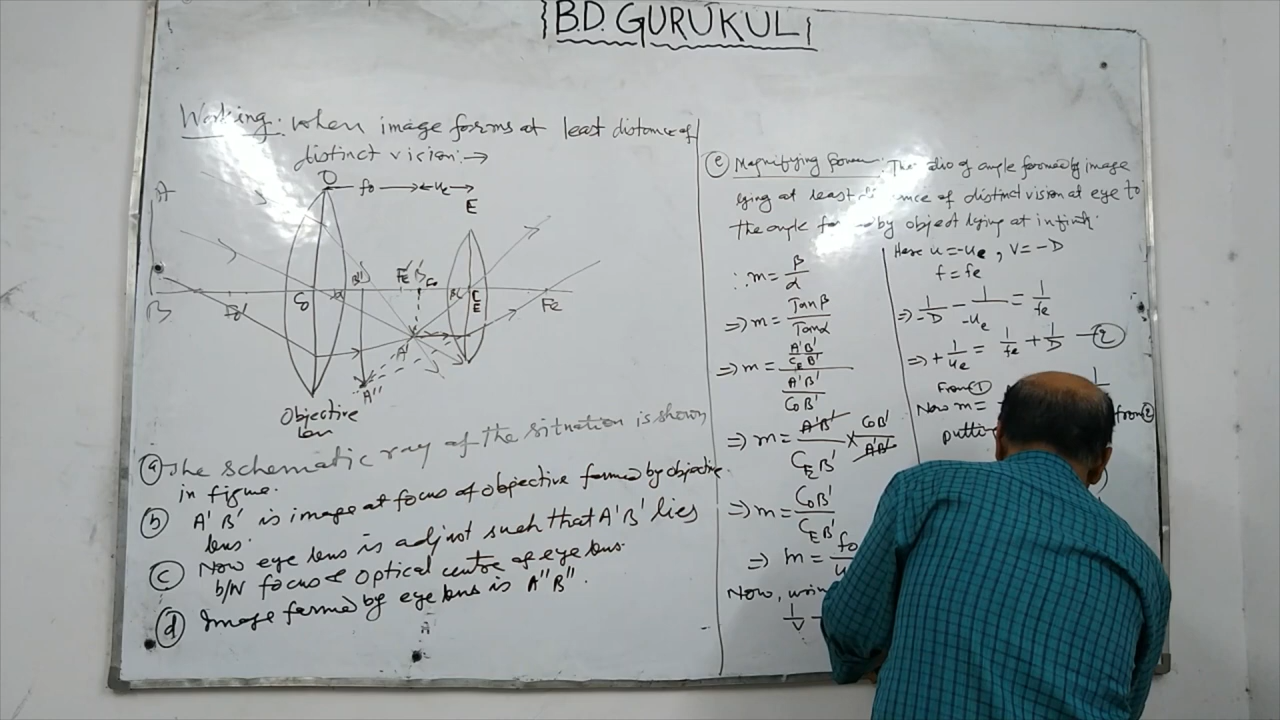 B.D. GURUKUL
Working: when image forms at least distance of
distinct vision:→
A
O
fo
ue
E
Fe' B' Fo
B"
Co
B
Fo'
CE
Fe
A'
A"
Objective
lens
(a) The schematic ray of the situation is shown
in figure.
(b) A'B' is image at focus of objective formed by objective
lens.
(c) Now eye lens is adjust such that A'B' lies
b/w focus & optical centre of eye lens.
(d) Image formed by eye lens is A"B".
(e) Magnifying power: The of angle formed by image
lying at least of distinct vision at eye to
the angle by object lying at infinity.
∴ m = β/α
⇒ m = Tanβ/Tanα
⇒ m = (A'B'/CEB')/(A'B'/CoB')
⇒ m = A'B'/CEB' × CoB'/A'B'
⇒ m = CoB'/CEB'
⇒ m = fo
Now,
1/v
Here u = -ue, v = -D
f = fe
⇒ 1/-D - 1/-ue = 1/fe
⇒ + 1/ue = 1/fe + 1/D — (2)
From (1)
Now m =
from (2)